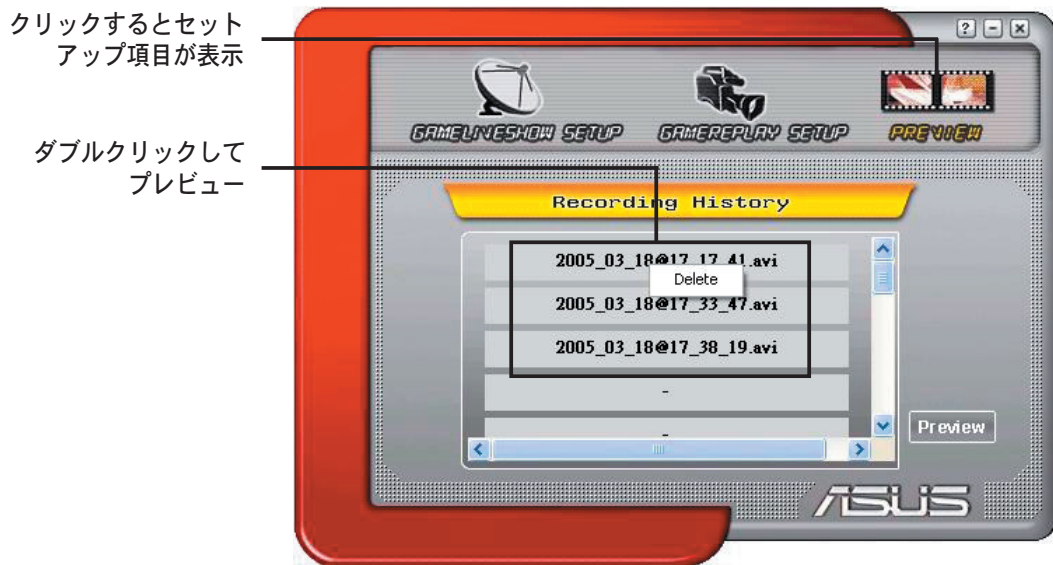 クリックするとセット
アップ項目が表示
ダブルクリックして
プレビュー
? - ×
GAMELIVESHOW SETUP
GAMEREPLAY SETUP
PREVIEW
Recording History
2005_03_18@17_17_41.avi
Delete
2005_03_18@17_33_47.avi
2005_03_18@17_38_19.avi
-
-
Preview
ASUS